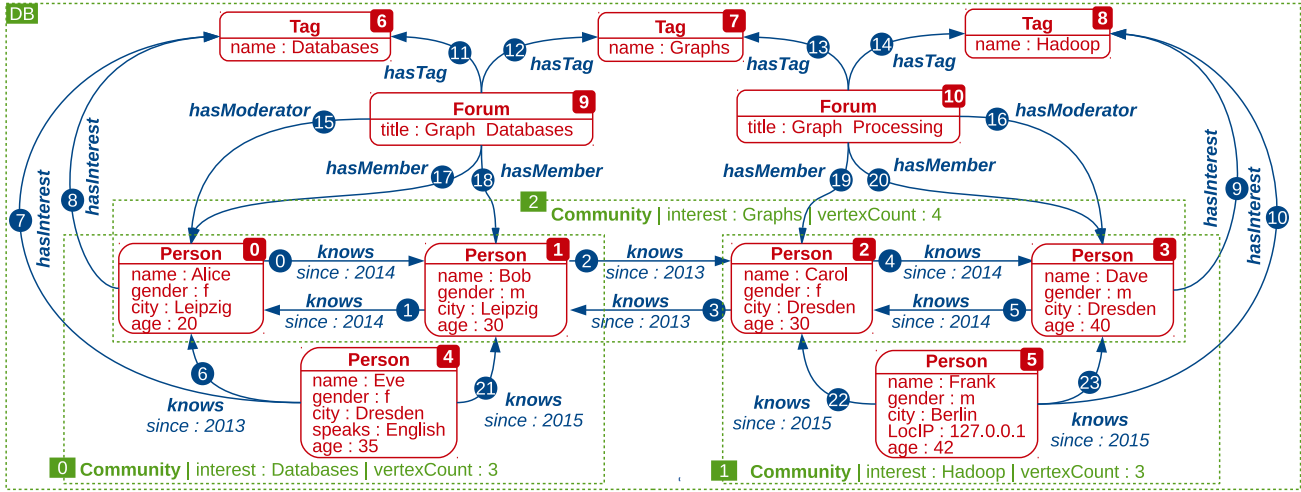 DB
Tag 6
name : Databases
Tag 7
name : Graphs
Tag 8
name : Hadoop
11
hasTag
12
hasTag
13
hasTag
14
hasTag
Forum 9
title : Graph Databases
Forum 10
title : Graph Processing
hasModerator
15
hasModerator
16
hasMember
17
18
hasMember
hasMember
19
20
hasMember
hasInterest
7
8
hasInterest
hasInterest
9
hasInterest
10
2 Community | interest : Graphs | vertexCount : 4
Person 0
name : Alice
gender : f
city : Leipzig
age : 20
0 knows
since : 2014
knows 1
since : 2014
Person 1
name : Bob
gender : m
city : Leipzig
age : 30
2 knows
since : 2013
knows 3
since : 2013
Person 2
name : Carol
gender : f
city : Dresden
age : 30
4 knows
since : 2014
knows 5
since : 2014
Person 3
name : Dave
gender : m
city : Dresden
age : 40
6
knows
since : 2013
Person 4
name : Eve
gender : f
city : Dresden
speaks : English
age : 35
21
knows
since : 2015
22
knows
since : 2015
Person 5
name : Frank
gender : m
city : Berlin
LocIP : 127.0.0.1
age : 42
23
knows
since : 2015
0 Community | interest : Databases | vertexCount : 3
1 Community | interest : Hadoop | vertexCount : 3